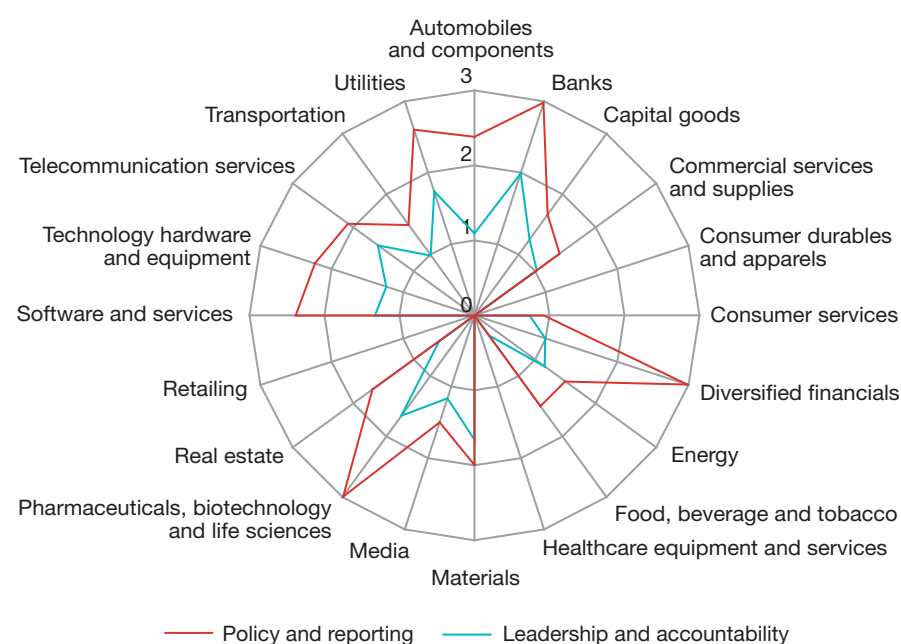 Automobiles
and components
3
Utilities
Banks
Transportation
Capital goods
2
Telecommunication services
Commercial services
and supplies
1
Technology hardware
and equipment
Consumer durables
and apparels
0
Software and services
Consumer services
Retailing
Diversified financials
Real estate
Energy
Pharmaceuticals, biotechnology
and life sciences
Food, beverage and tobacco
Media
Healthcare equipment and services
Materials
Policy and reporting
Leadership and accountability